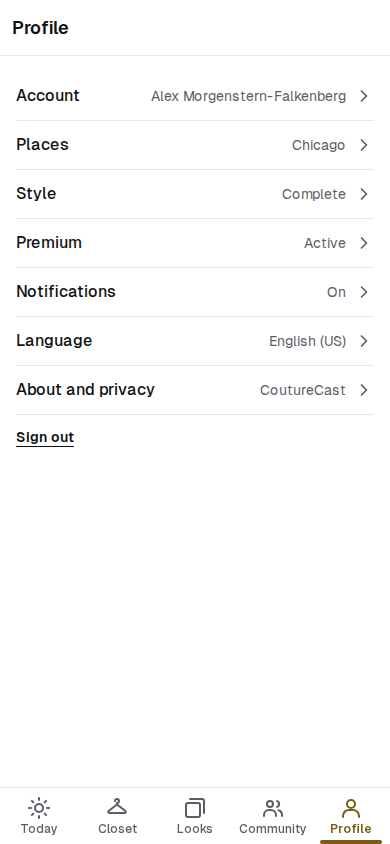 Profile
Account Alex Morgenstern-Falkenberg
Places Chicago
Style Complete
Premium Active
Notifications On
Language English (US)
About and privacy CoutureCast
Sign out
Today Closet Looks Community Profile